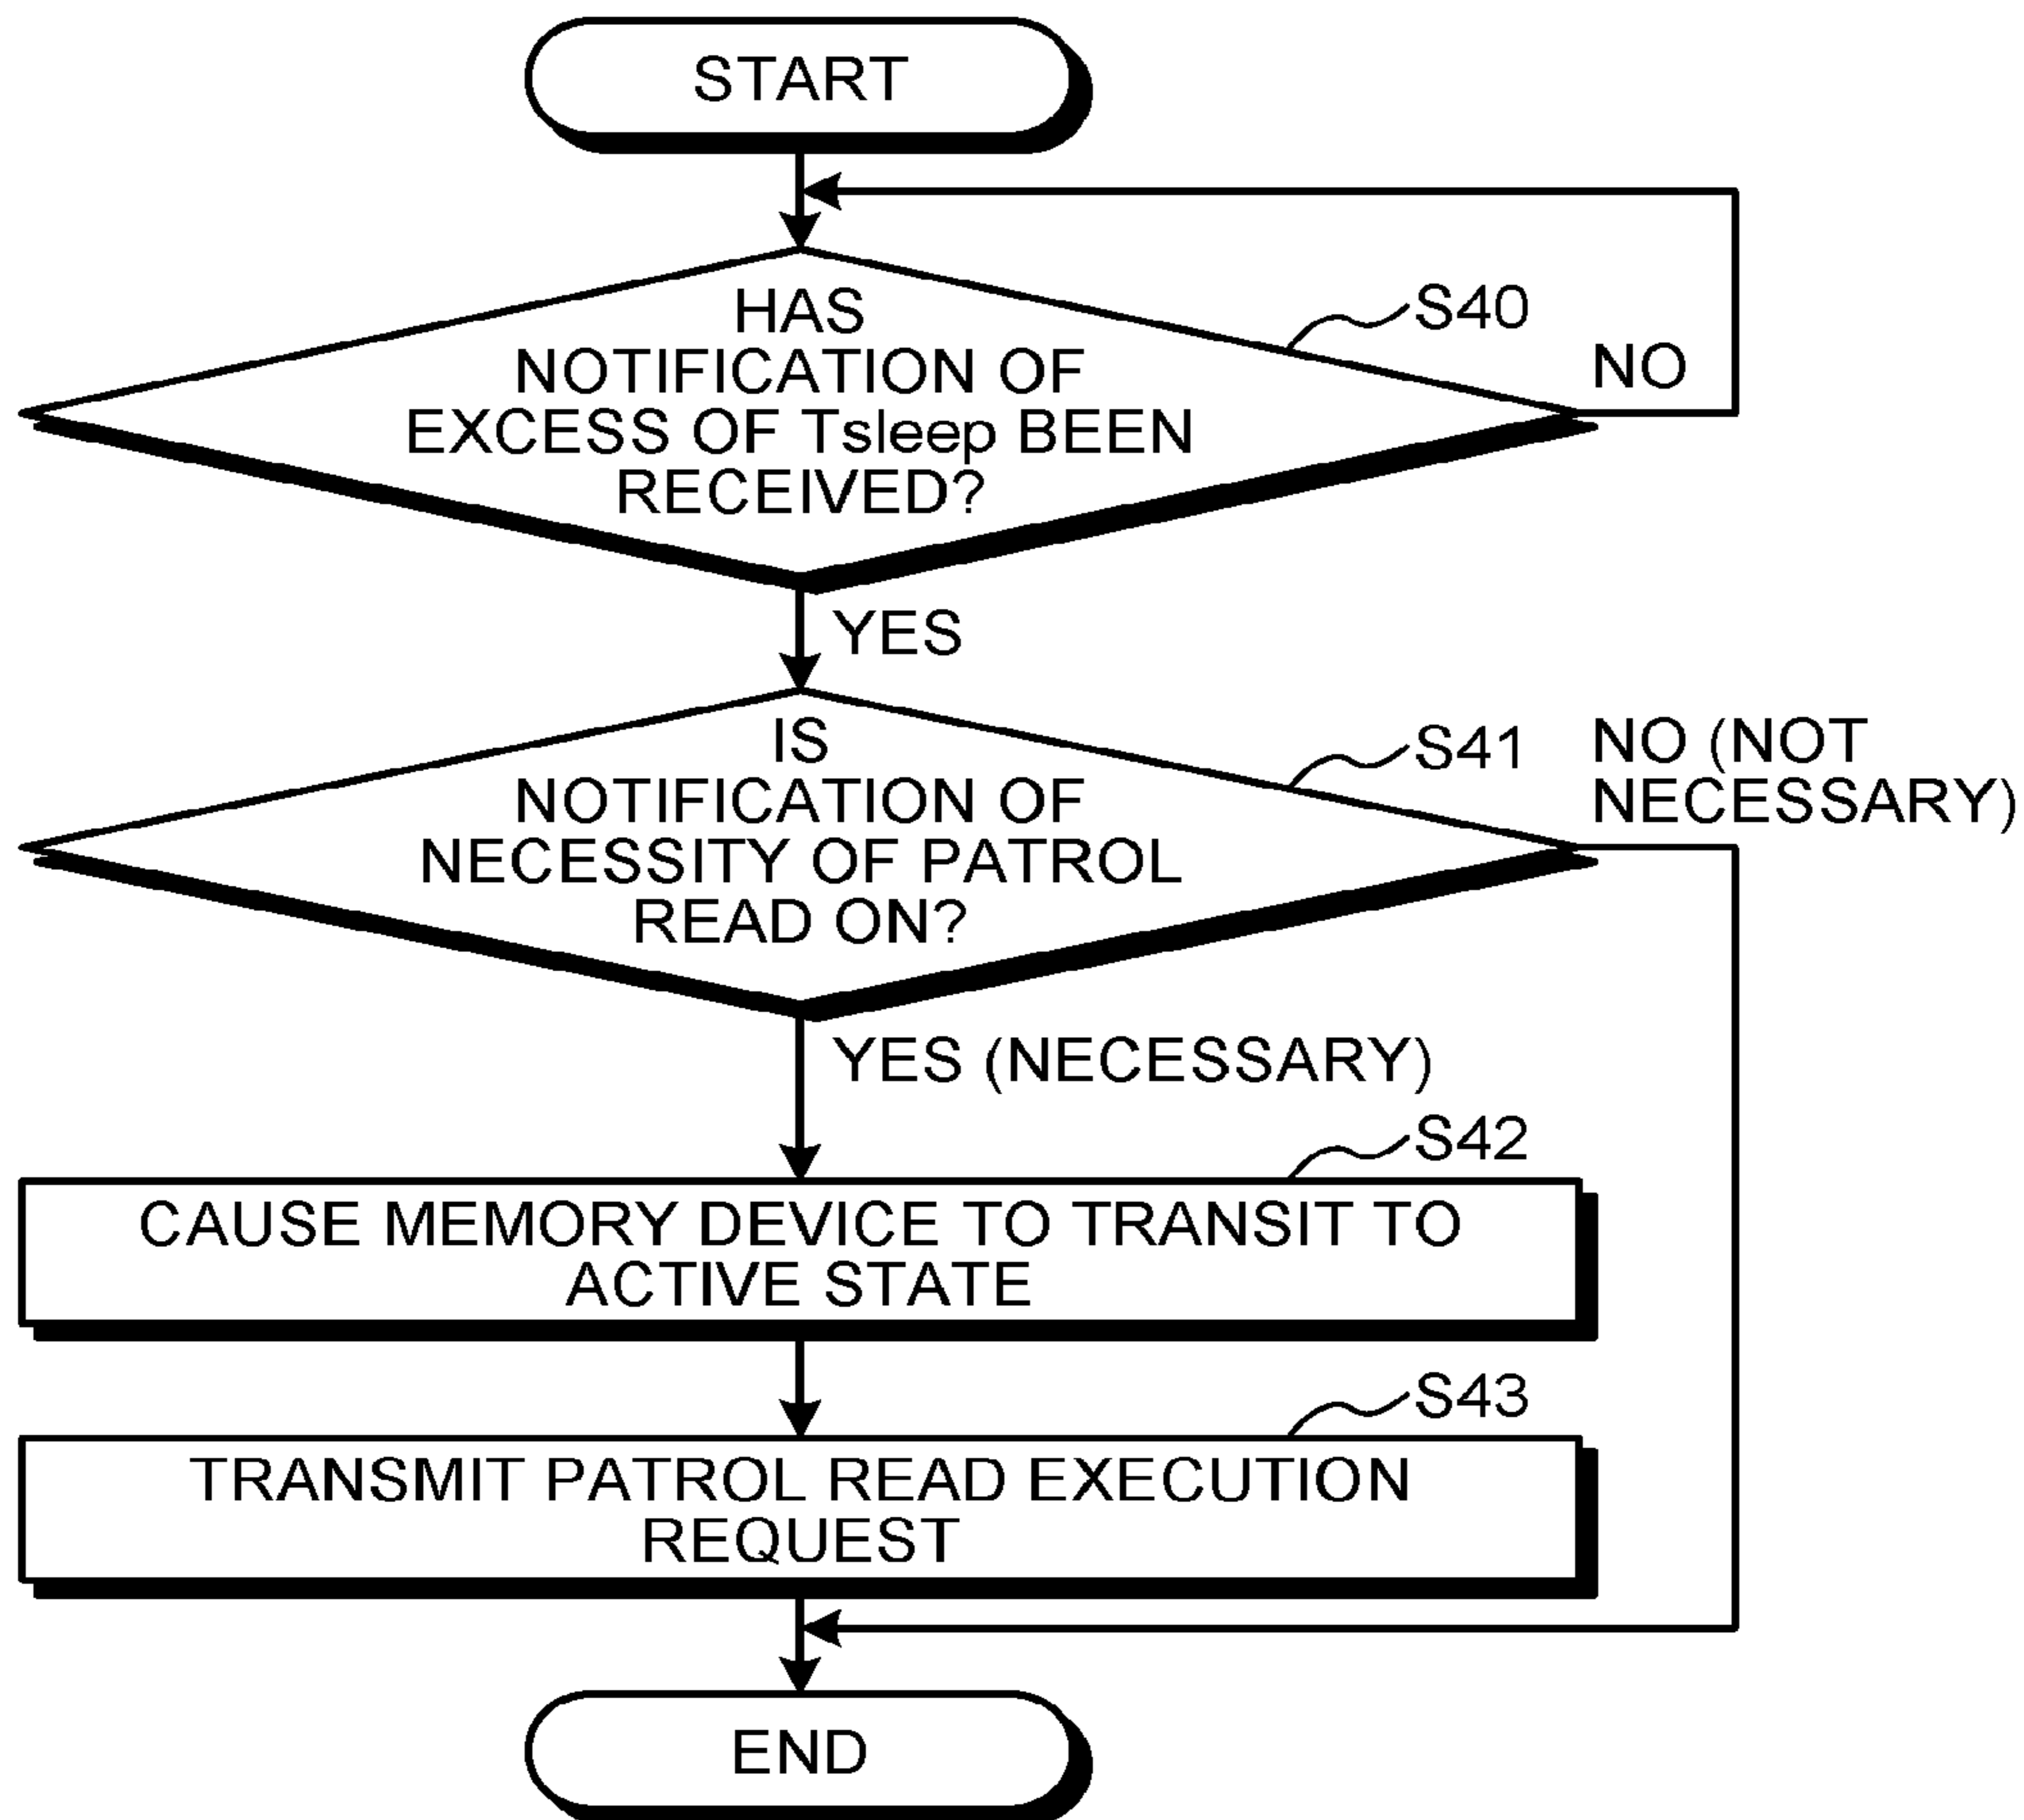 START
HAS
NOTIFICATION OF
EXCESS OF Tsleep BEEN
RECEIVED?
S40
NO
YES
IS
NOTIFICATION OF
NECESSITY OF PATROL
READ ON?
S41
NO (NOT
NECESSARY)
YES (NECESSARY)
S42
CAUSE MEMORY DEVICE TO TRANSIT TO
ACTIVE STATE
S43
TRANSMIT PATROL READ EXECUTION
REQUEST
END